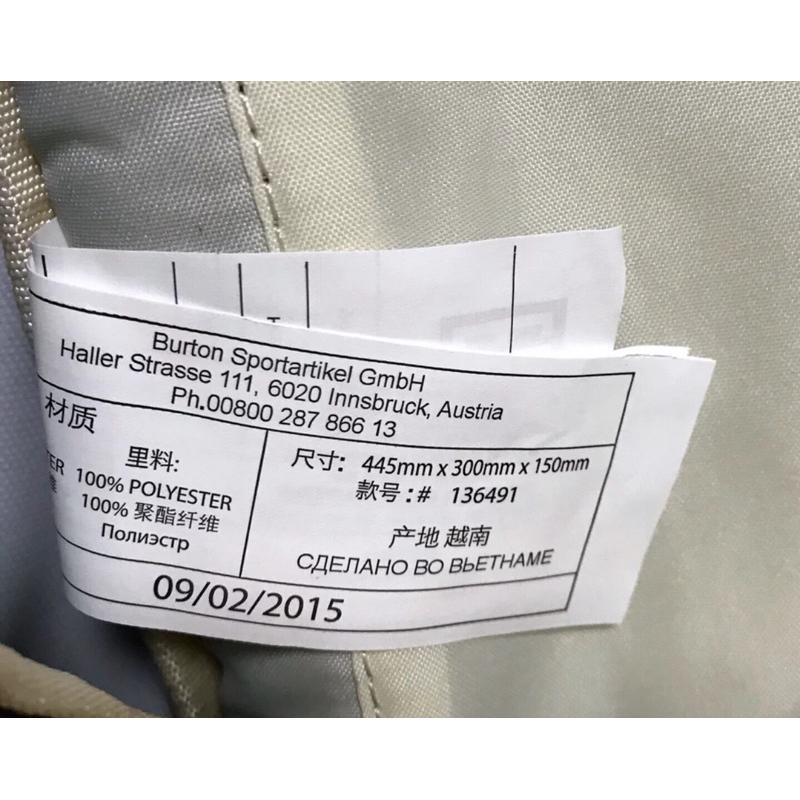 Burton Sportartikel GmbH
Haller Strasse 111, 6020 Innsbruck, Austria
Ph.00800 287 866 13
材质
里料:
100% POLYESTER
100% 聚酯纤维
Полиэстр
尺寸: 445mm x 300mm x 150mm
款号:# 136491
产地 越南
СДЕЛАНО ВО ВЬЕТНАМЕ
09/02/2015